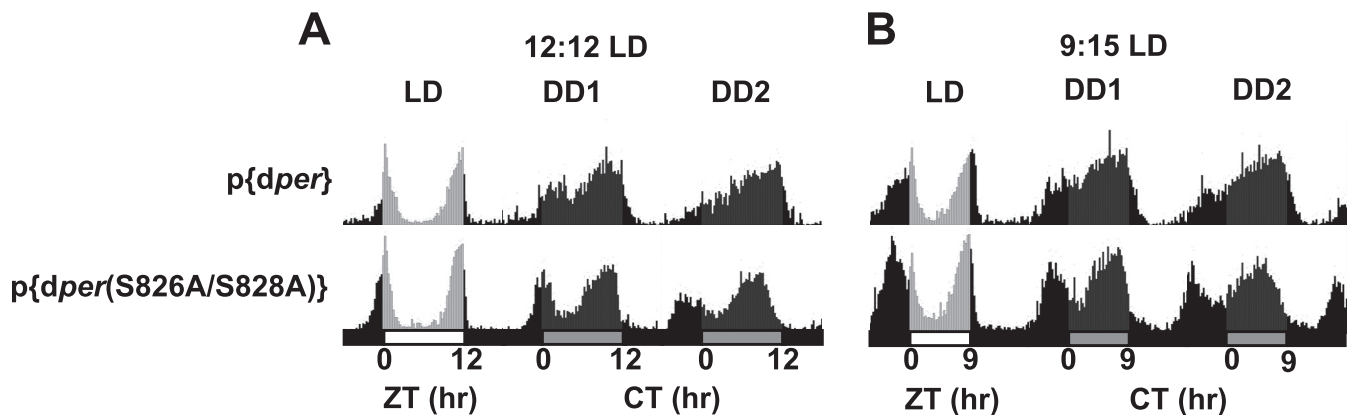 A
12:12 LD
LD DD1 DD2
B
9:15 LD
LD DD1 DD2
p{dper}
p{dper(S826A/S828A)}
0 12 0 12 0 12
ZT (hr) CT (hr)
0 9 0 9 0 9
ZT (hr) CT (hr)